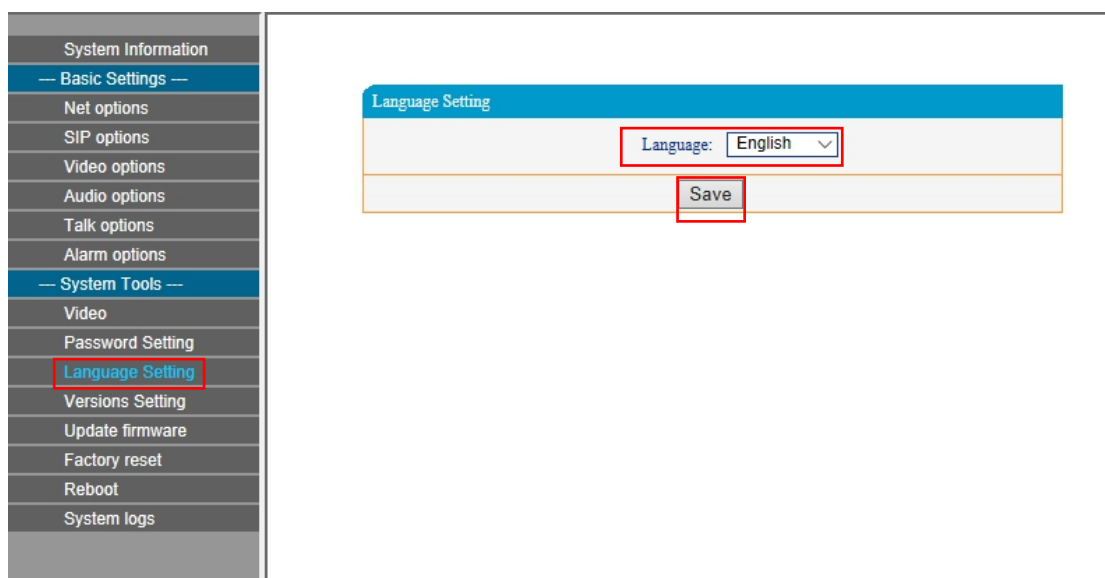 System Information
--- Basic Settings ---
Net options
SIP options
Video options
Audio options
Talk options
Alarm options
--- System Tools ---
Video
Password Setting
Language Setting
Versions Setting
Update firmware
Factory reset
Reboot
System logs
Language Setting
Language: English
Save